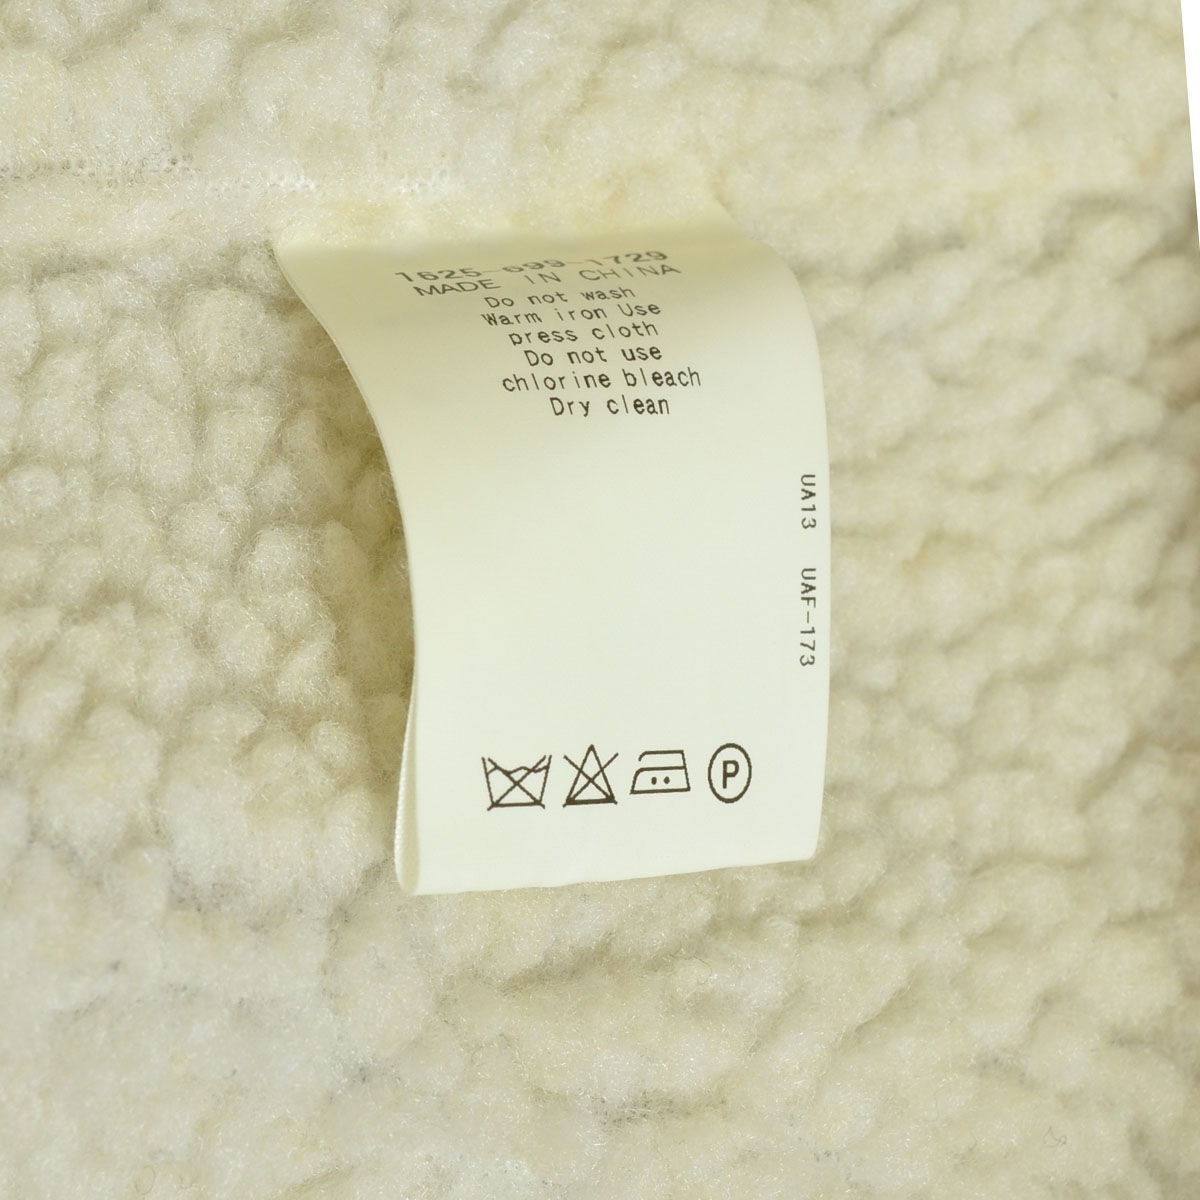 1625-699-1729
MADE IN CHINA
Do not wash
Warm iron Use
press cloth
Do not use
chlorine bleach
Dry clean
UA13 UAF-173
P